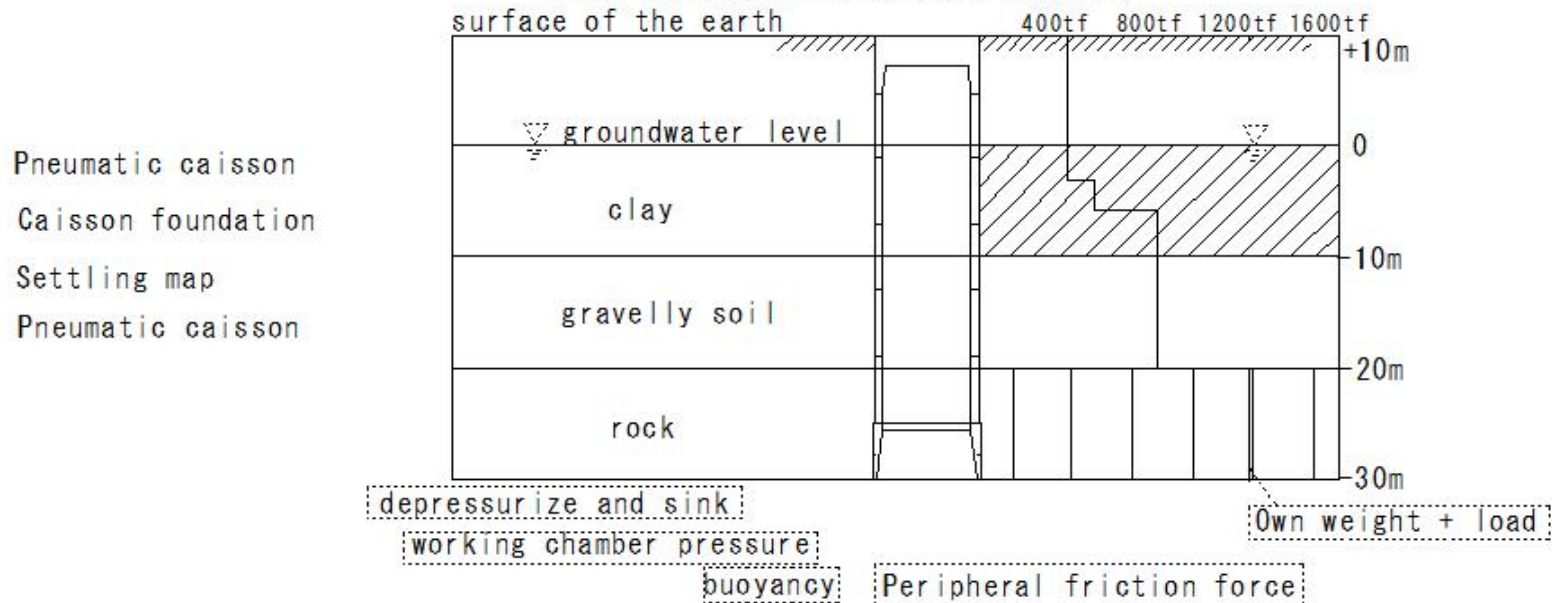 surface of the earth 400tf 800tf 1200tf 1600tf
+10m
groundwater level 0
Pneumatic caisson
Caisson foundation
clay
-10m
Settling map
Pneumatic caisson
gravelly soil
-20m
rock
-30m
depressurize and sink
Own weight + load
working chamber pressure
buoyancy Peripheral friction force